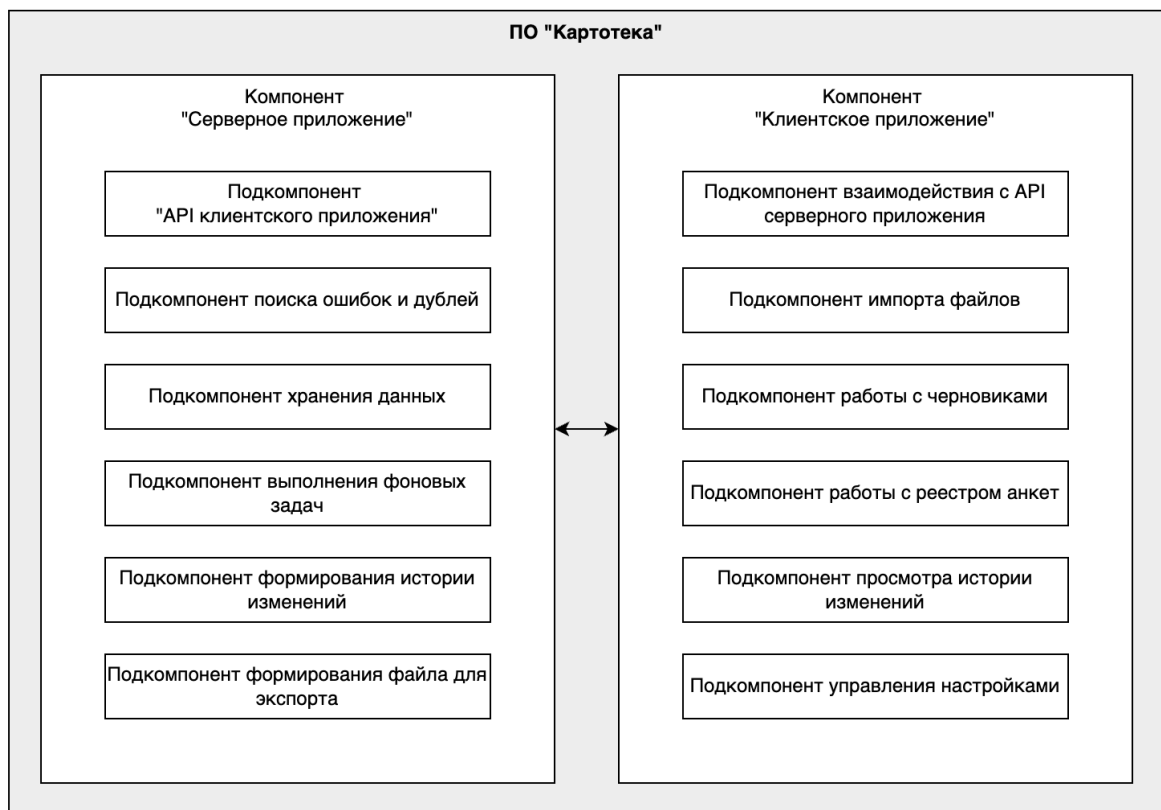 ПО "Картотека"
Компонент
"Серверное приложение"
Подкомпонент
"API клиентского приложения"
Подкомпонент поиска ошибок и дублей
Подкомпонент хранения данных
Подкомпонент выполнения фоновых
задач
Подкомпонент формирования истории
изменений
Подкомпонент формирования файла для
экспорта
Компонент
"Клиентское приложение"
Подкомпонент взаимодействия с API
серверного приложения
Подкомпонент импорта файлов
Подкомпонент работы с черновиками
Подкомпонент работы с реестром анкет
Подкомпонент просмотра истории
изменений
Подкомпонент управления настройками